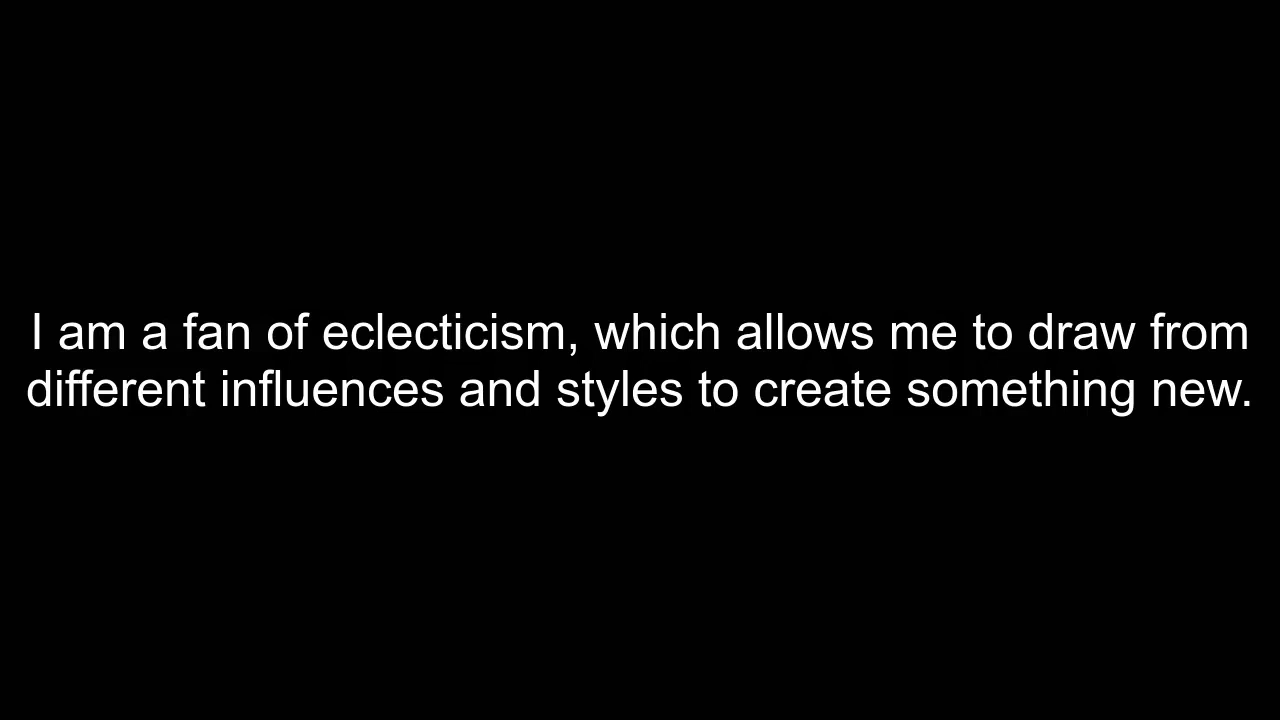 I am a fan of eclecticism, which allows me to draw from
different influences and styles to create something new.